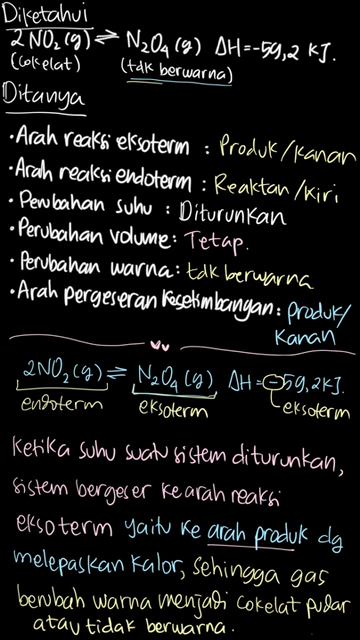 Diketahui
2NO₂(g) ⇌ N₂O₄(g) ΔH = -59,2 kJ.
(cokelat) (tdk berwarna)
Ditanya
• Arah reaksi eksoterm : Produk/kanan
• Arah reaksi endoterm : Reaktan/kiri
• Perubahan suhu : Diturunkan
• Perubahan volume : Tetap.
• Perubahan warna : tdk berwarna
• Arah pergeseran kesetimbangan : produk/
kanan
2NO₂(g) ⇌ N₂O₄(g) ΔH = -59,2 kJ.
endoterm eksoterm eksoterm
ketika suhu suatu sistem diturunkan,
sistem bergeser ke arah reaksi
eksoterm yaitu ke arah produk dg
melepaskan kalor, sehingga gas
berubah warna menjadi cokelat pudar
atau tidak berwarna.